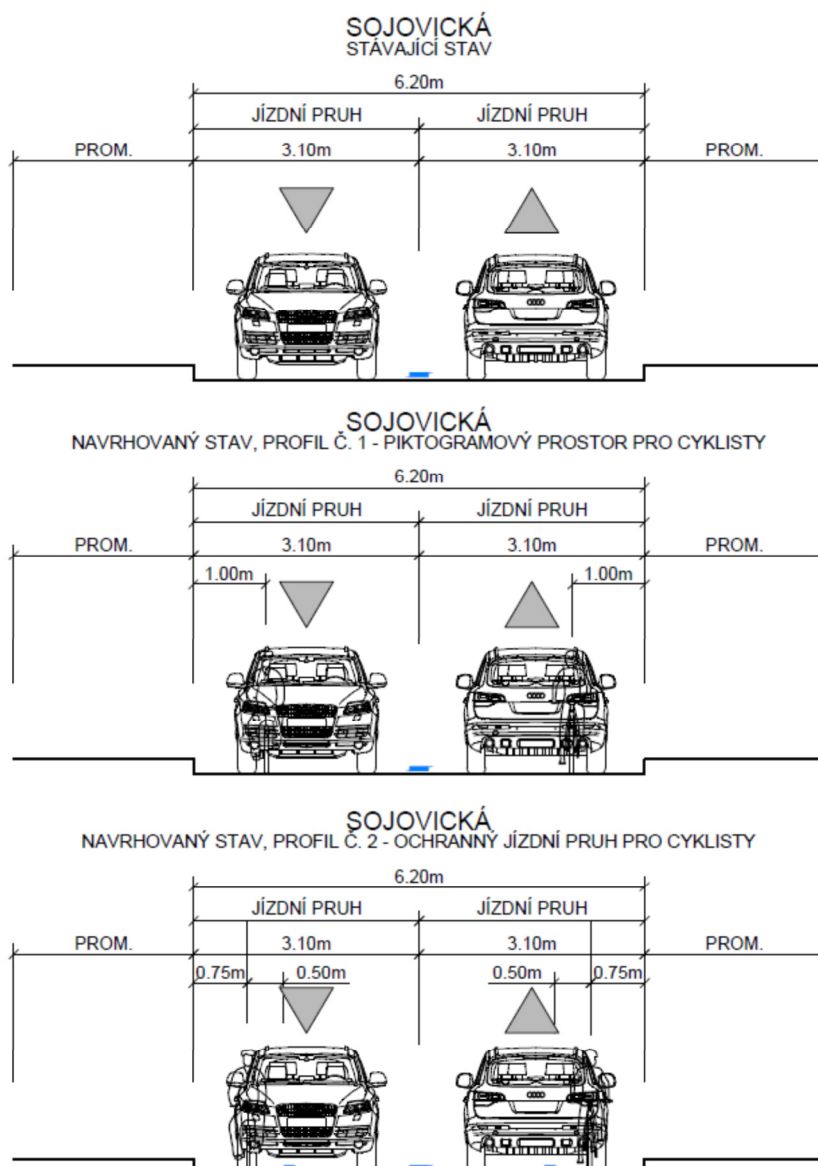 SOJOVICKÁ
STÁVAJÍCÍ STAV
6.20m
JÍZDNÍ PRUH JÍZDNÍ PRUH
PROM. 3.10m 3.10m PROM.
SOJOVICKÁ
NAVRHOVANÝ STAV, PROFIL Č. 1 - PIKTOGRAMOVÝ PROSTOR PRO CYKLISTY
6.20m
JÍZDNÍ PRUH JÍZDNÍ PRUH
PROM. 3.10m 3.10m PROM.
1.00m 1.00m
SOJOVICKÁ
NAVRHOVANÝ STAV, PROFIL Č. 2 - OCHRANNÝ JÍZDNÍ PRUH PRO CYKLISTY
6.20m
JÍZDNÍ PRUH JÍZDNÍ PRUH
PROM. 3.10m 3.10m PROM.
0.75m 0.50m 0.50m 0.75m